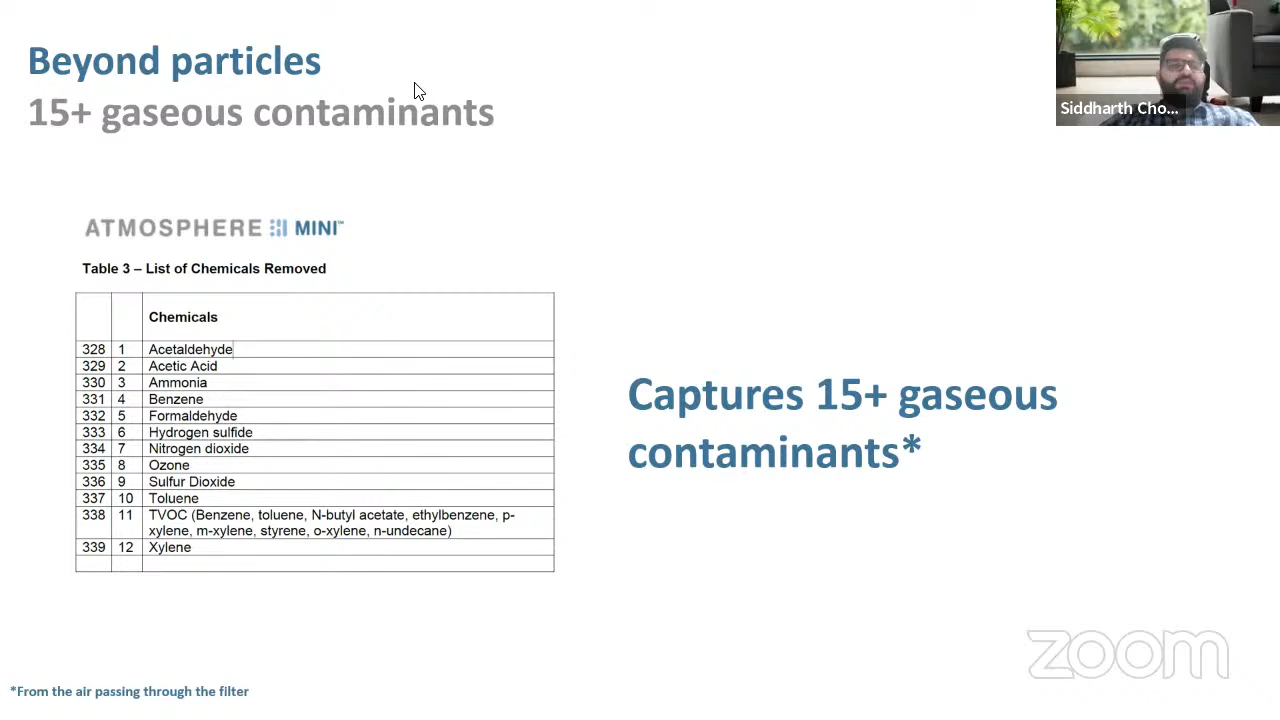 Beyond particles
15+ gaseous contaminants
Siddharth Cho...
ATMOSPHERE MINI™
Table 3 – List of Chemicals Removed
Chemicals
328 1 Acetaldehyde
329 2 Acetic Acid
330 3 Ammonia
331 4 Benzene
332 5 Formaldehyde
333 6 Hydrogen sulfide
334 7 Nitrogen dioxide
335 8 Ozone
336 9 Sulfur Dioxide
337 10 Toluene
338 11 TVOC (Benzene, toluene, N-butyl acetate, ethylbenzene, p-
xylene, m-xylene, styrene, o-xylene, n-undecane)
339 12 Xylene
Captures 15+ gaseous
contaminants*
zoom
*From the air passing through the filter